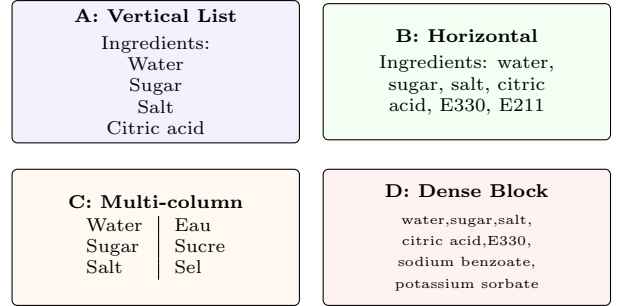 A: Vertical List
Ingredients:
Water
Sugar
Salt
Citric acid
B: Horizontal
Ingredients: water,
sugar, salt, citric
acid, E330, E211
C: Multi-column
Water Eau
Sugar Sucre
Salt Sel
D: Dense Block
water,sugar,salt,
citric acid,E330,
sodium benzoate,
potassium sorbate